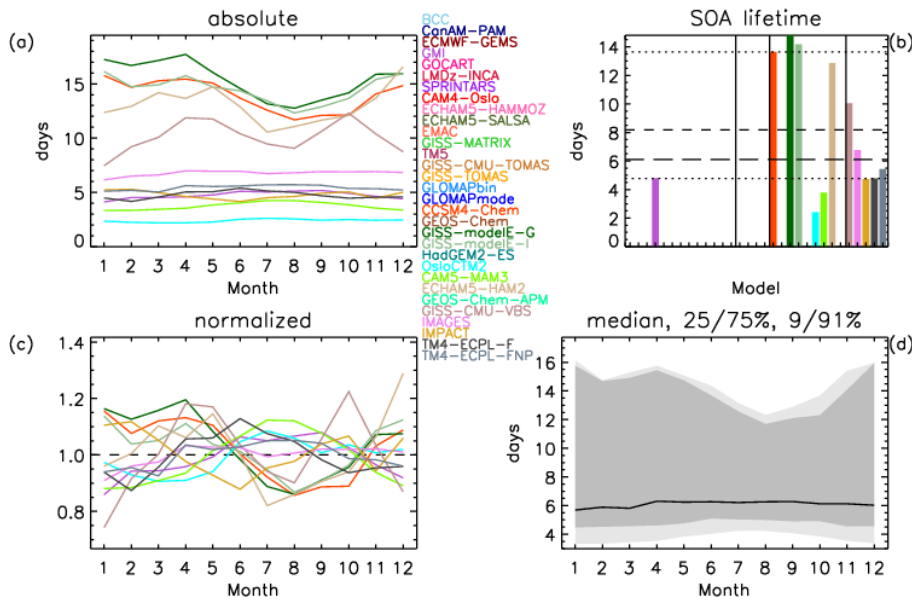 absolute
(a)
days
15
10
5
0
1 2 3 4 5 6 7 8 9 10 11 12
Month
BCC
CanAM-PAM
ECMWF-GEMS
GMI
GOCART
LMDz-INCA
SPRINTARS
CAM4-Oslo
ECHAM5-HAMMOZ
ECHAM5-SALSA
EMAC
GISS-MATRIX
TM5
GISS-CMU-TOMAS
GISS-TOMAS
GLOMAPbin
GLOMAPmode
CCSM4-Chem
GEOS-Chem
GISS-modelE-G
GISS-modelE-I
HadGEM2-ES
OsloCTM2
CAM5-MAM3
ECHAM5-HAM2
GEOS-Chem-APM
GISS-CMU-VBS
IMAGES
IMPACT
TM4-ECPL-F
TM4-ECPL-FNP
SOA lifetime
(b)
days
14
12
10
8
6
4
2
0
Model
normalized
(c)
1.4
1.2
1.0
0.8
1 2 3 4 5 6 7 8 9 10 11 12
Month
median, 25/75%, 9/91%
(d)
days
16
14
12
10
8
6
4
1 2 3 4 5 6 7 8 9 10 11 12
Month